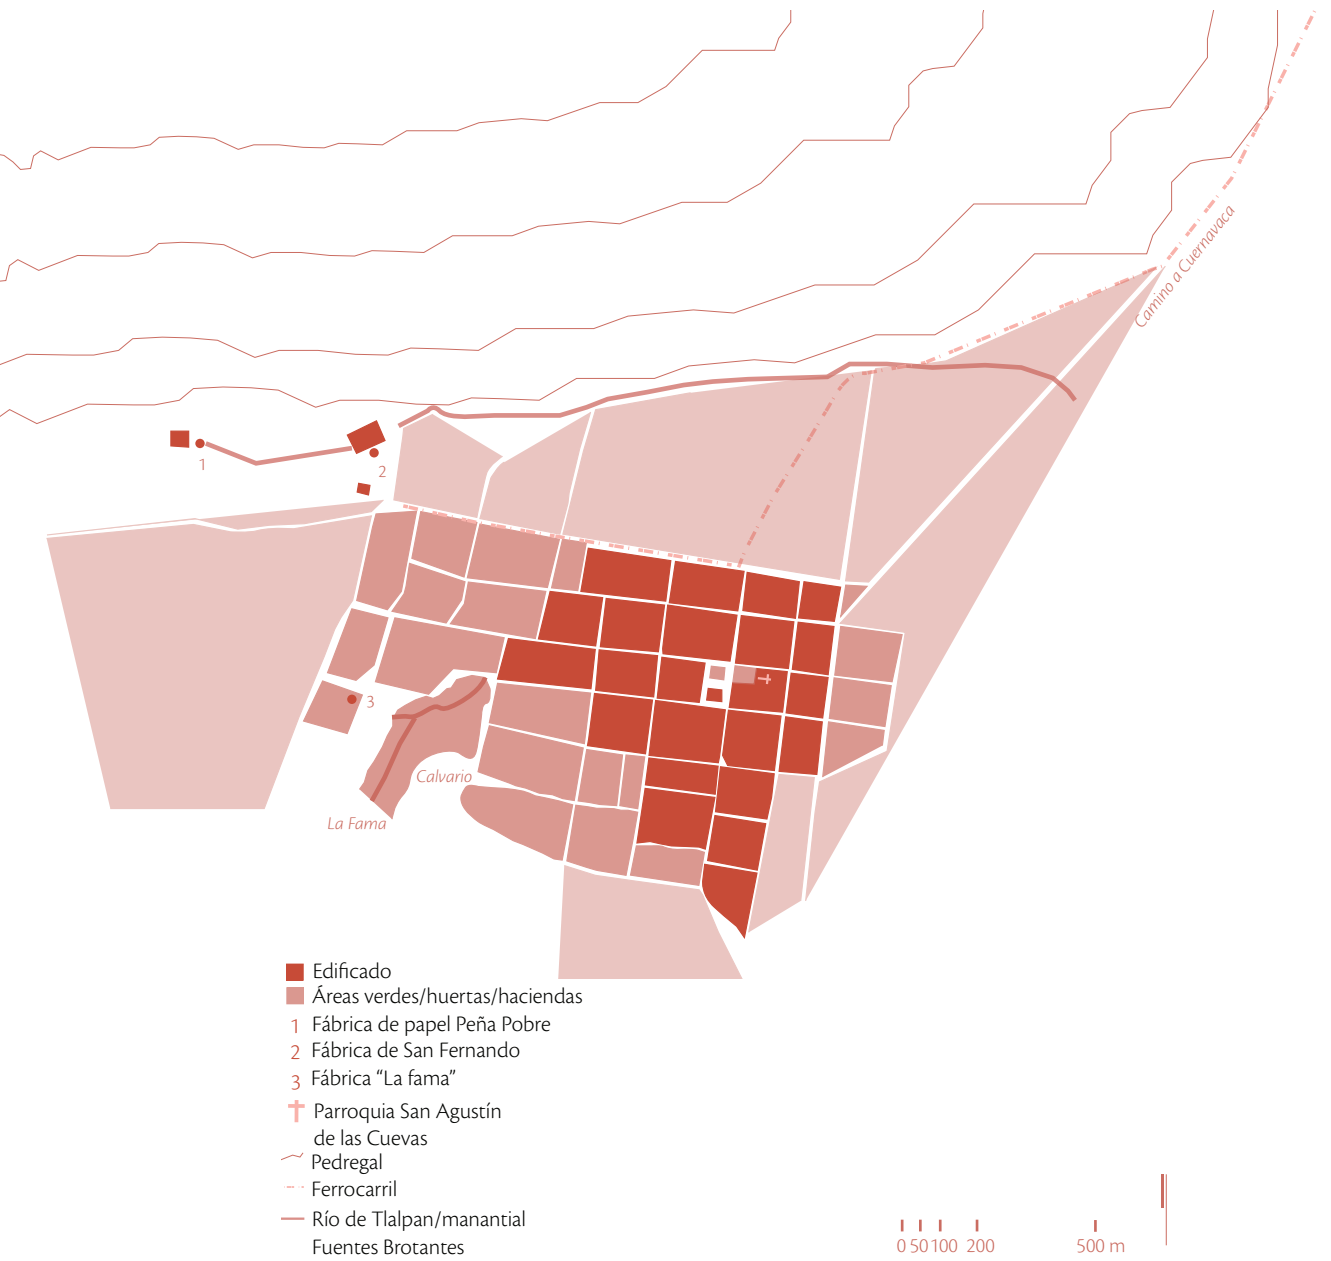 Camino a Cuernavaca
1
2
3
Calvario
La Fama
Edificado
Áreas verdes/huertas/haciendas
1 Fábrica de papel Peña Pobre
2 Fábrica de San Fernando
3 Fábrica “La fama”
Parroquia San Agustín
de las Cuevas
Pedregal
Ferrocarril
Río de Tlalpan/manantial
Fuentes Brotantes
0 50 100 200 500 m